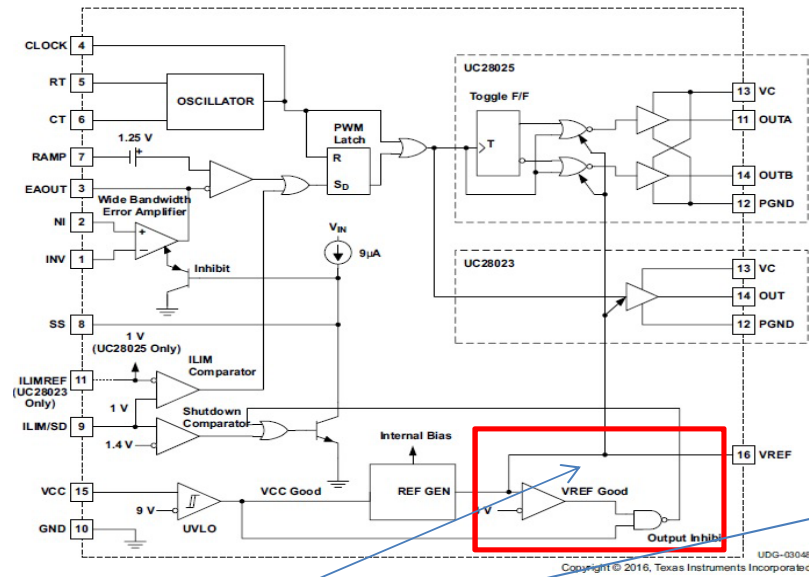 CLOCK 4
RT 5
CT 6
OSCILLATOR
1.25 V
RAMP 7
EAOUT 3
Wide Bandwidth
Error Amplifier
NI 2
INV 1
+
−
Inhibit
PWM
Latch
R
SD
VIN
9µA
SS 8
1 V
(UC28025 Only)
ILIM
Comparator
ILIMREF 11
(UC28023
Only)
1 V
ILIM/SD 9
1.4 V
Shutdown
Comparator
Internal Bias
VCC 15
VCC Good
REF GEN
9 V
UVLO
GND 10
VREF Good
V
Output Inhibit
UC28025
Toggle F/F
T
13 VC
11 OUTA
14 OUTB
12 PGND
UC28023
13 VC
14 OUT
12 PGND
16 VREF
UDG-03048
Copyright © 2016, Texas Instruments Incorporated